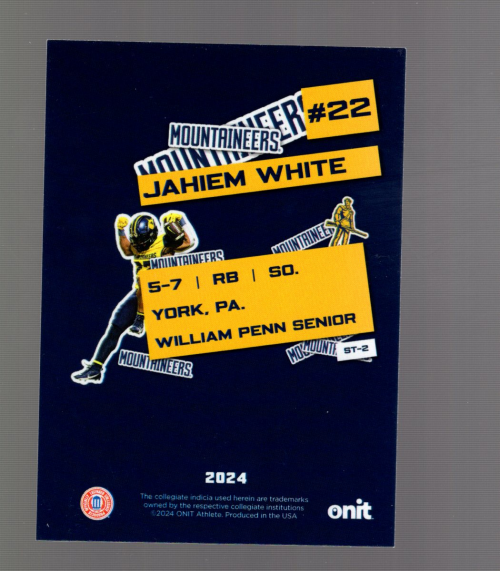 #22
MOUNTAINEERS
MOUNTAINEERS
JAHIEM WHITE
MOUNTAINEERS
MOUNTAINEERS
5-7 | RB | SO.
YORK, PA.
WILLIAM PENN SENIOR
ST-2
MOUNTAINEERS
2024
The collegiate indicia used herein are trademarks
owned by the respective collegiate institutions
©2024 ONIT Athlete. Produced in the USA
onit